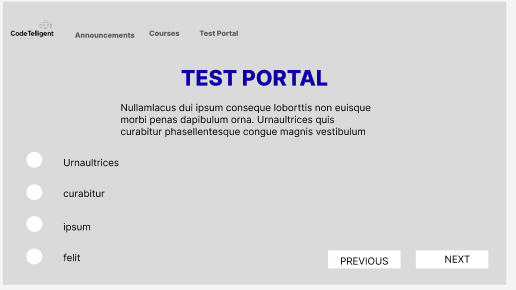 CodeTelligent
Announcements
Courses
Test Portal
TEST PORTAL
Nullamlacus dui ipsum conseque loborttis non euisque
morbi penas dapibulum orna. Urnaultrices quis
curabitur phasellentesque congue magnis vestibulum
Urnaultrices
curabitur
ipsum
felit
PREVIOUS
NEXT